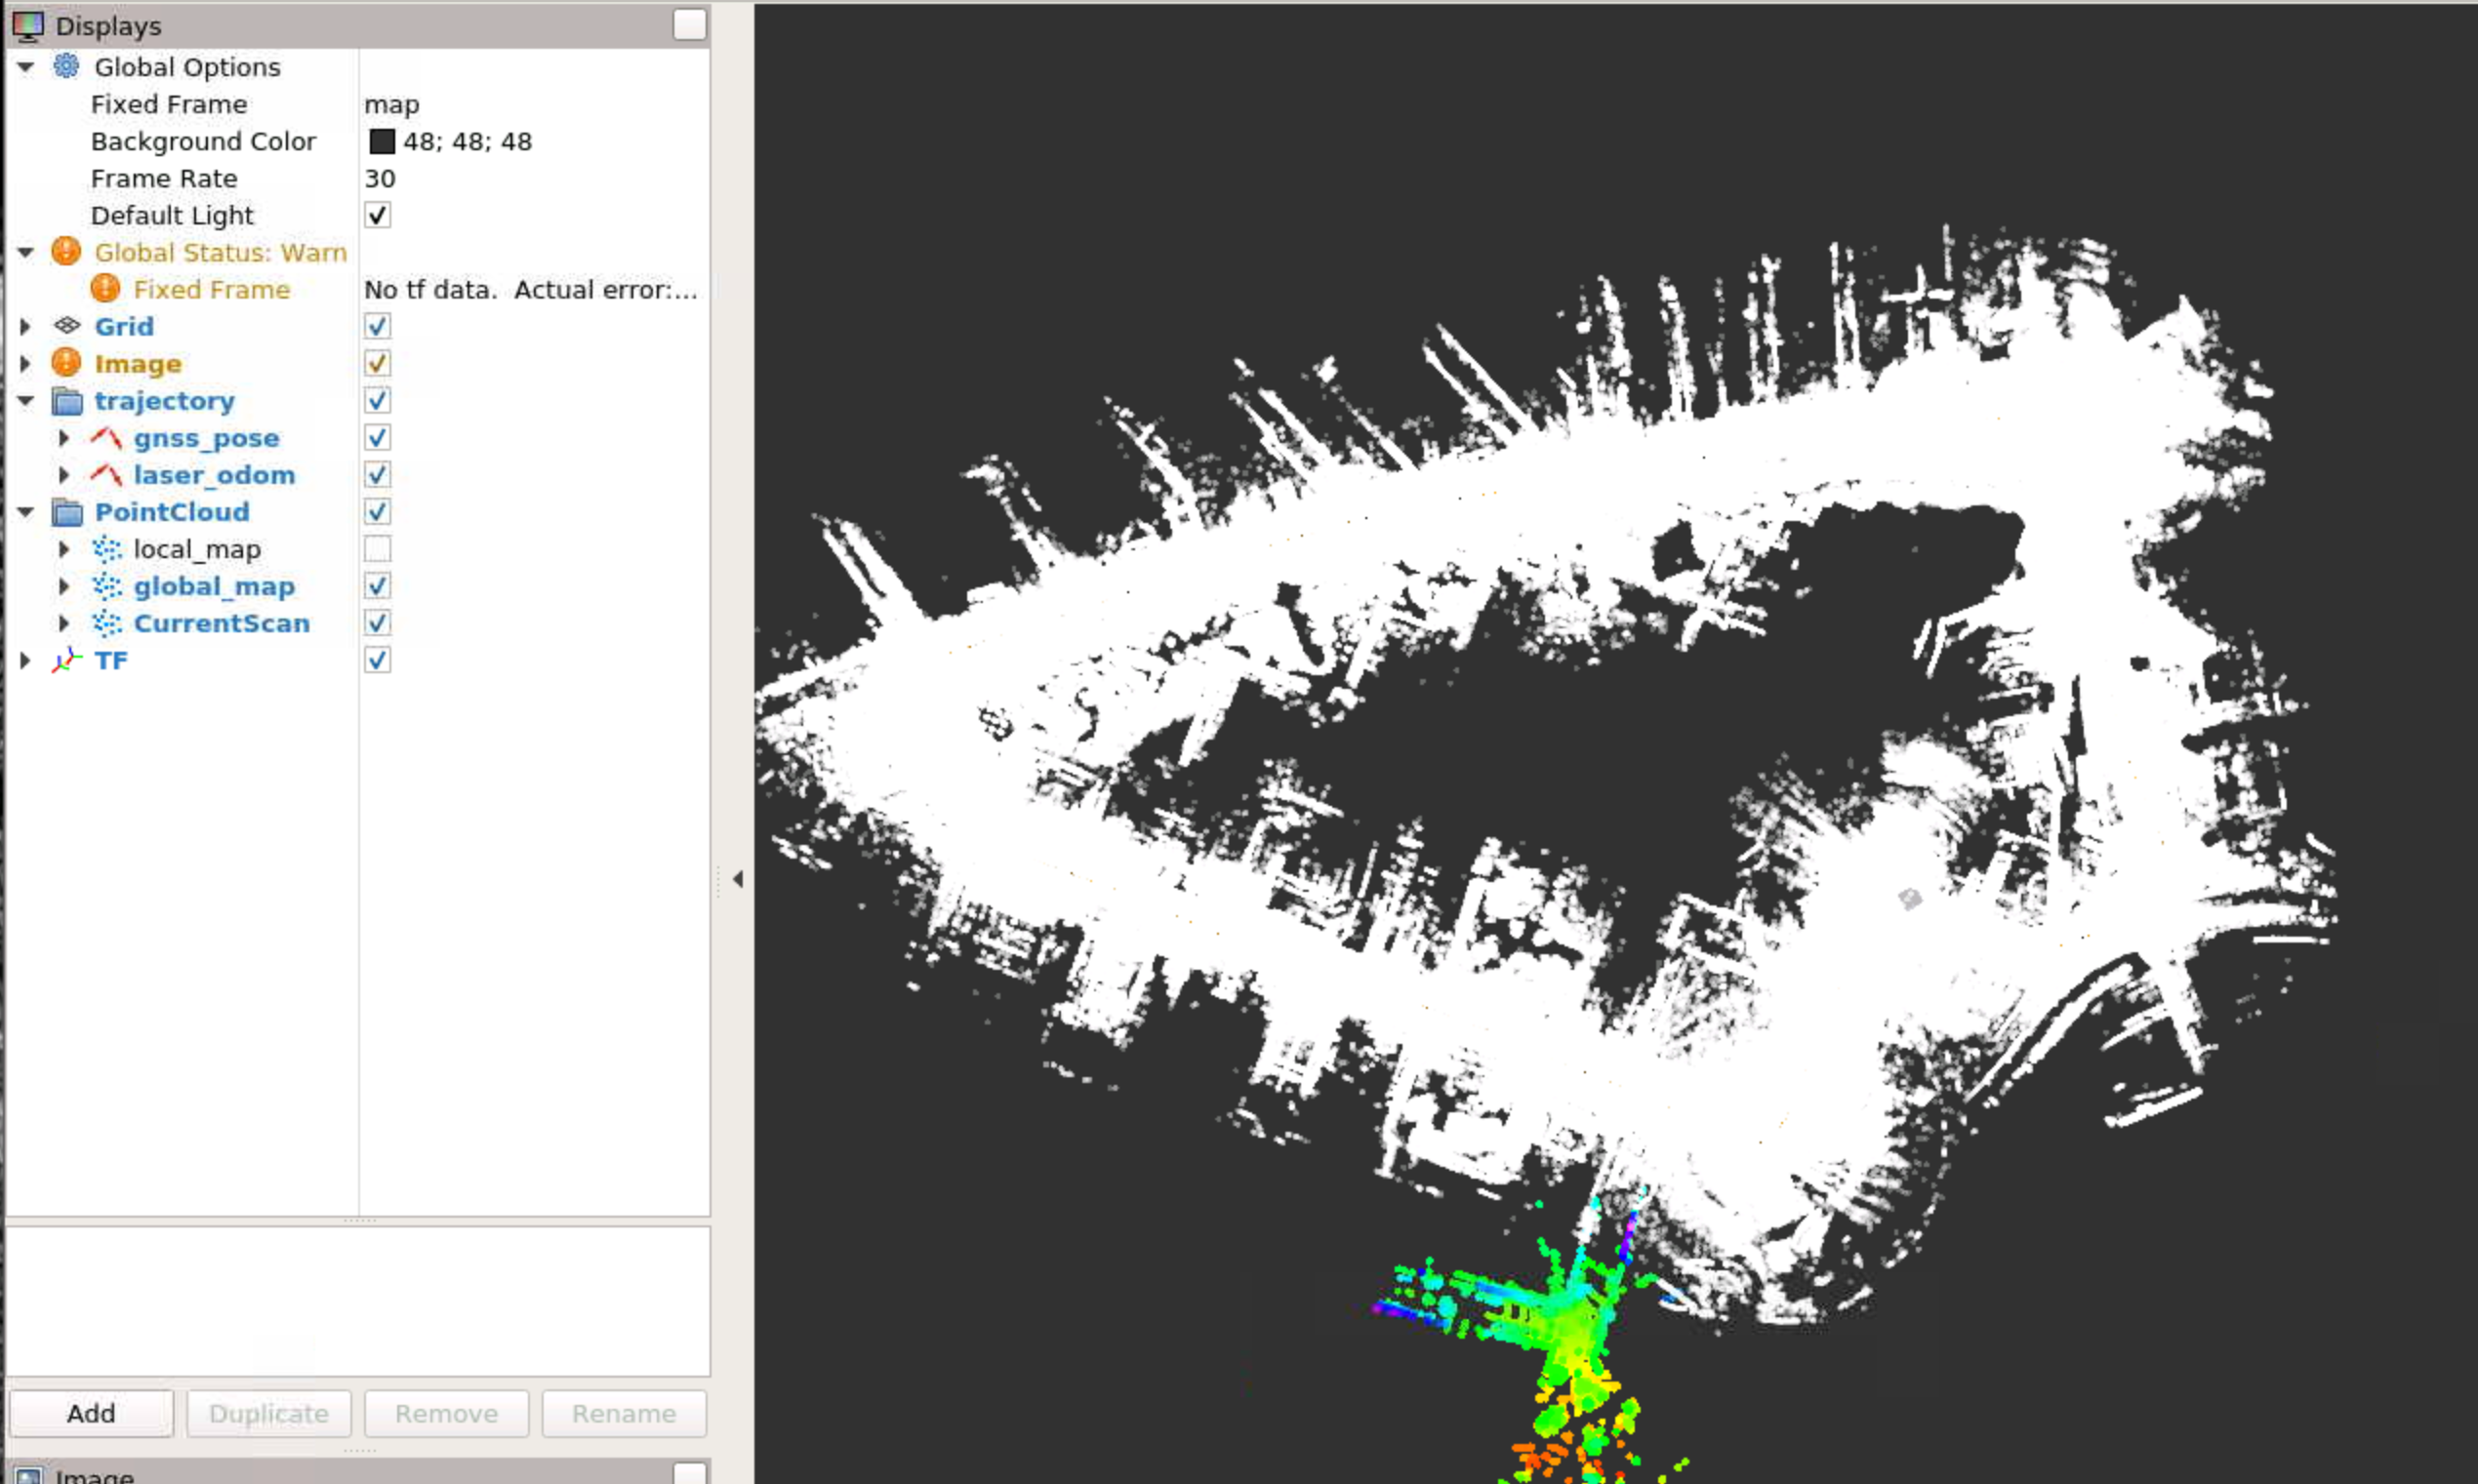 Displays
Global Options
Fixed Frame map
Background Color 48; 48; 48
Frame Rate 30
Default Light
Global Status: Warn
Fixed Frame No tf data.  Actual error:...
Grid
Image
trajectory
gnss_pose
laser_odom
PointCloud
local_map
global_map
CurrentScan
TF
Add Duplicate Remove Rename
Image